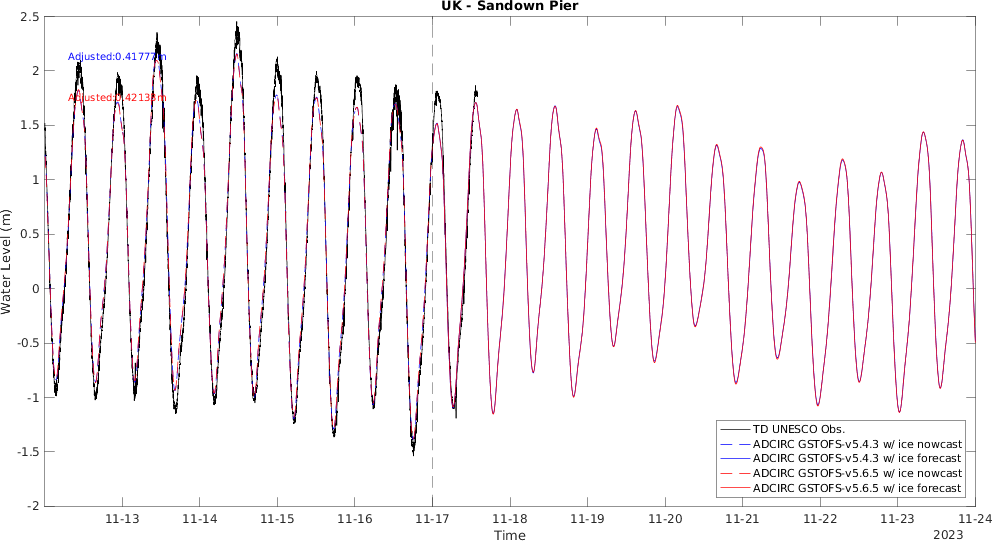 UK - Sandown Pier
2.5
2
1.5
1
0.5
0
-0.5
-1
-1.5
-2
Water Level (m)
Adjusted:0.41777m
Adjusted:0.42133m
TD UNESCO Obs.
ADCIRC GSTOFS-v5.4.3 w/ ice nowcast
ADCIRC GSTOFS-v5.4.3 w/ ice forecast
ADCIRC GSTOFS-v5.6.5 w/ ice nowcast
ADCIRC GSTOFS-v5.6.5 w/ ice forecast
11-13 11-14 11-15 11-16 11-17 11-18 11-19 11-20 11-21 11-22 11-23 11-24
Time
2023